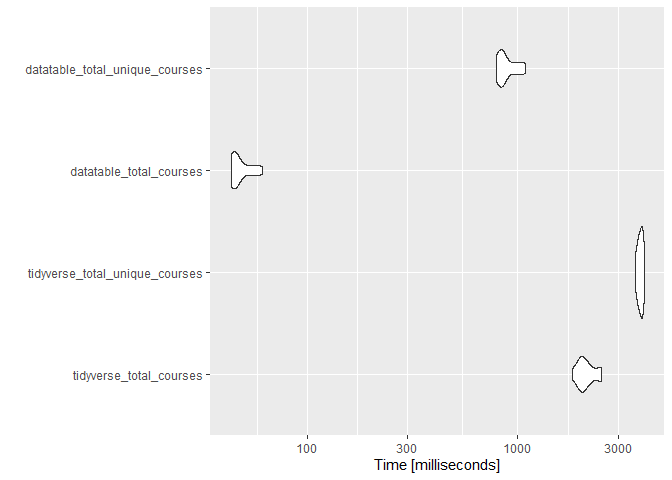 datatable_total_unique_courses
datatable_total_courses
tidyverse_total_unique_courses
tidyverse_total_courses
100 300 1000 3000
Time [milliseconds]